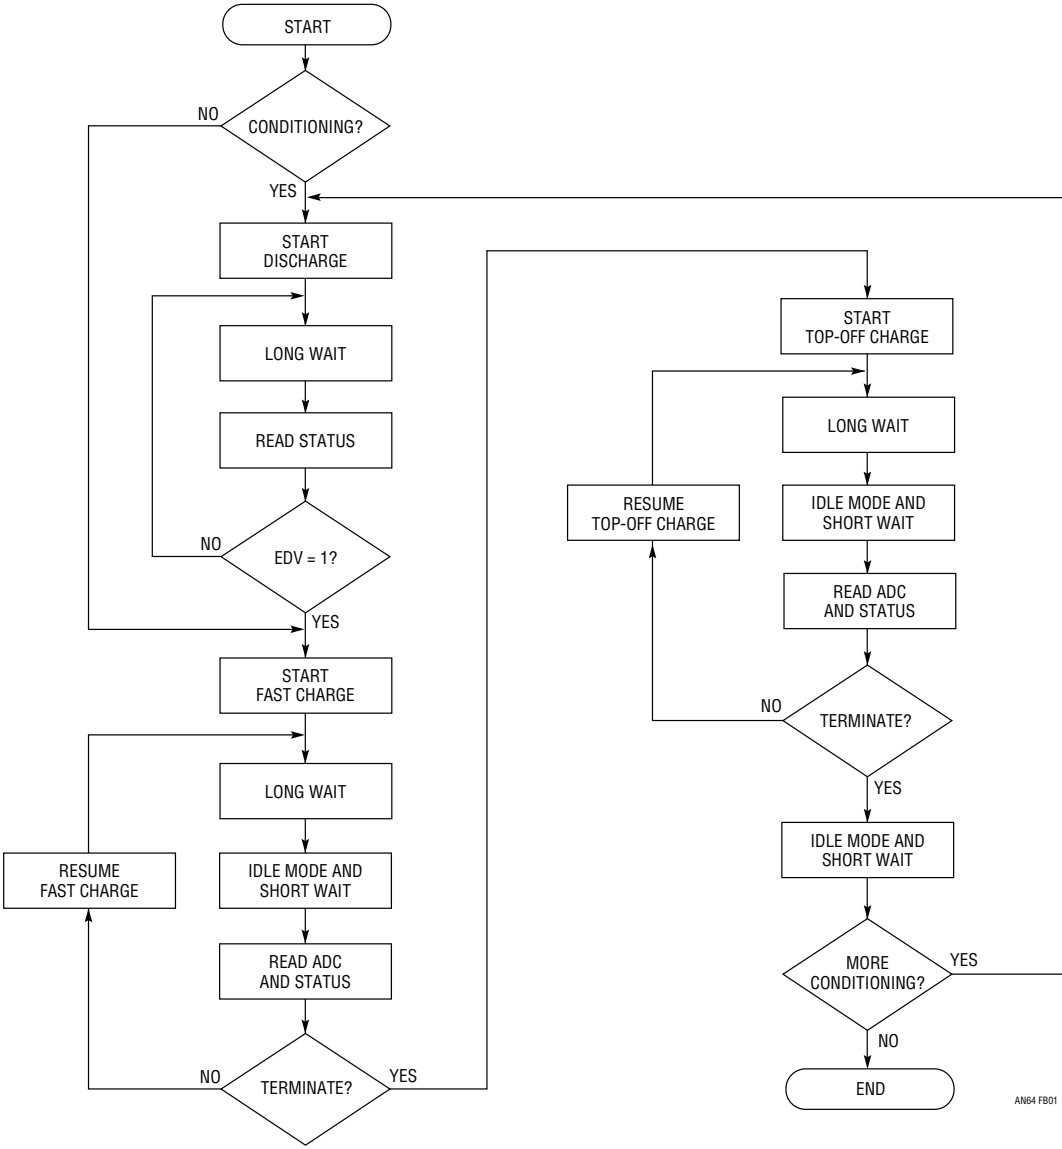 START
CONDITIONING?
NO
YES
START
DISCHARGE
LONG WAIT
READ STATUS
EDV = 1?
NO
YES
START
FAST CHARGE
LONG WAIT
RESUME
FAST CHARGE
IDLE MODE AND
SHORT WAIT
READ ADC
AND STATUS
TERMINATE?
NO
YES
START
TOP-OFF CHARGE
LONG WAIT
RESUME
TOP-OFF CHARGE
IDLE MODE AND
SHORT WAIT
READ ADC
AND STATUS
TERMINATE?
NO
YES
IDLE MODE AND
SHORT WAIT
MORE
CONDITIONING?
YES
NO
END
AN64 FB01